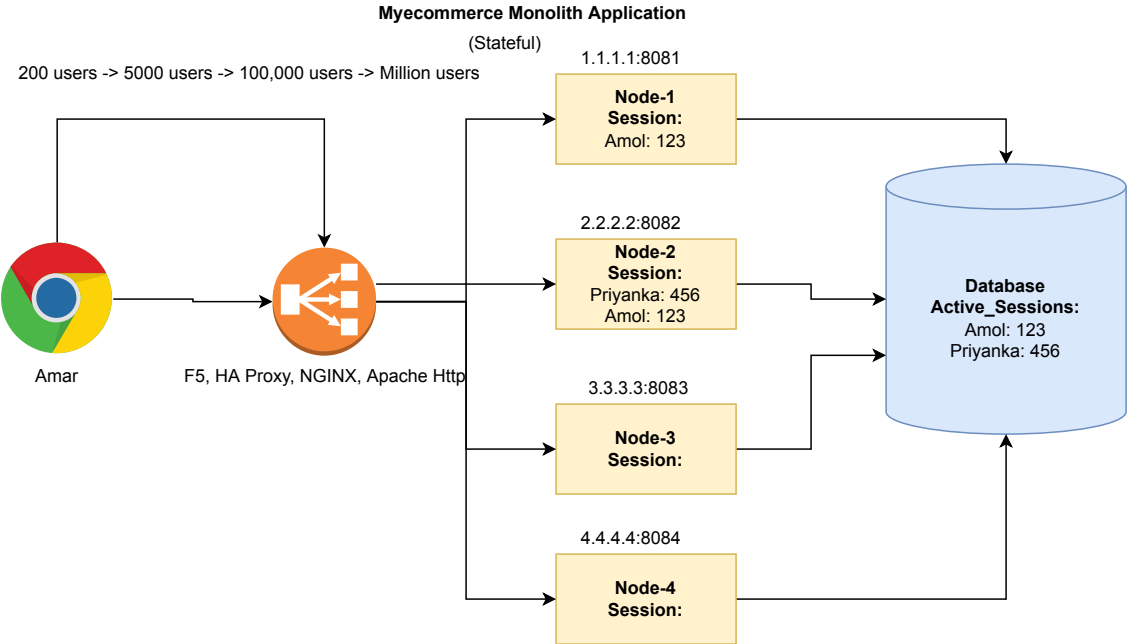 Myecommerce Monolith Application
(Stateful)
200 users -> 5000 users -> 100,000 users -> Million users
1.1.1.1:8081
Node-1
Session:
Amol: 123
2.2.2.2:8082
Node-2
Session:
Priyanka: 456
Amol: 123
Database
Active_Sessions:
Amol: 123
Priyanka: 456
Amar
F5, HA Proxy, NGINX, Apache Http
3.3.3.3:8083
Node-3
Session:
4.4.4.4:8084
Node-4
Session: